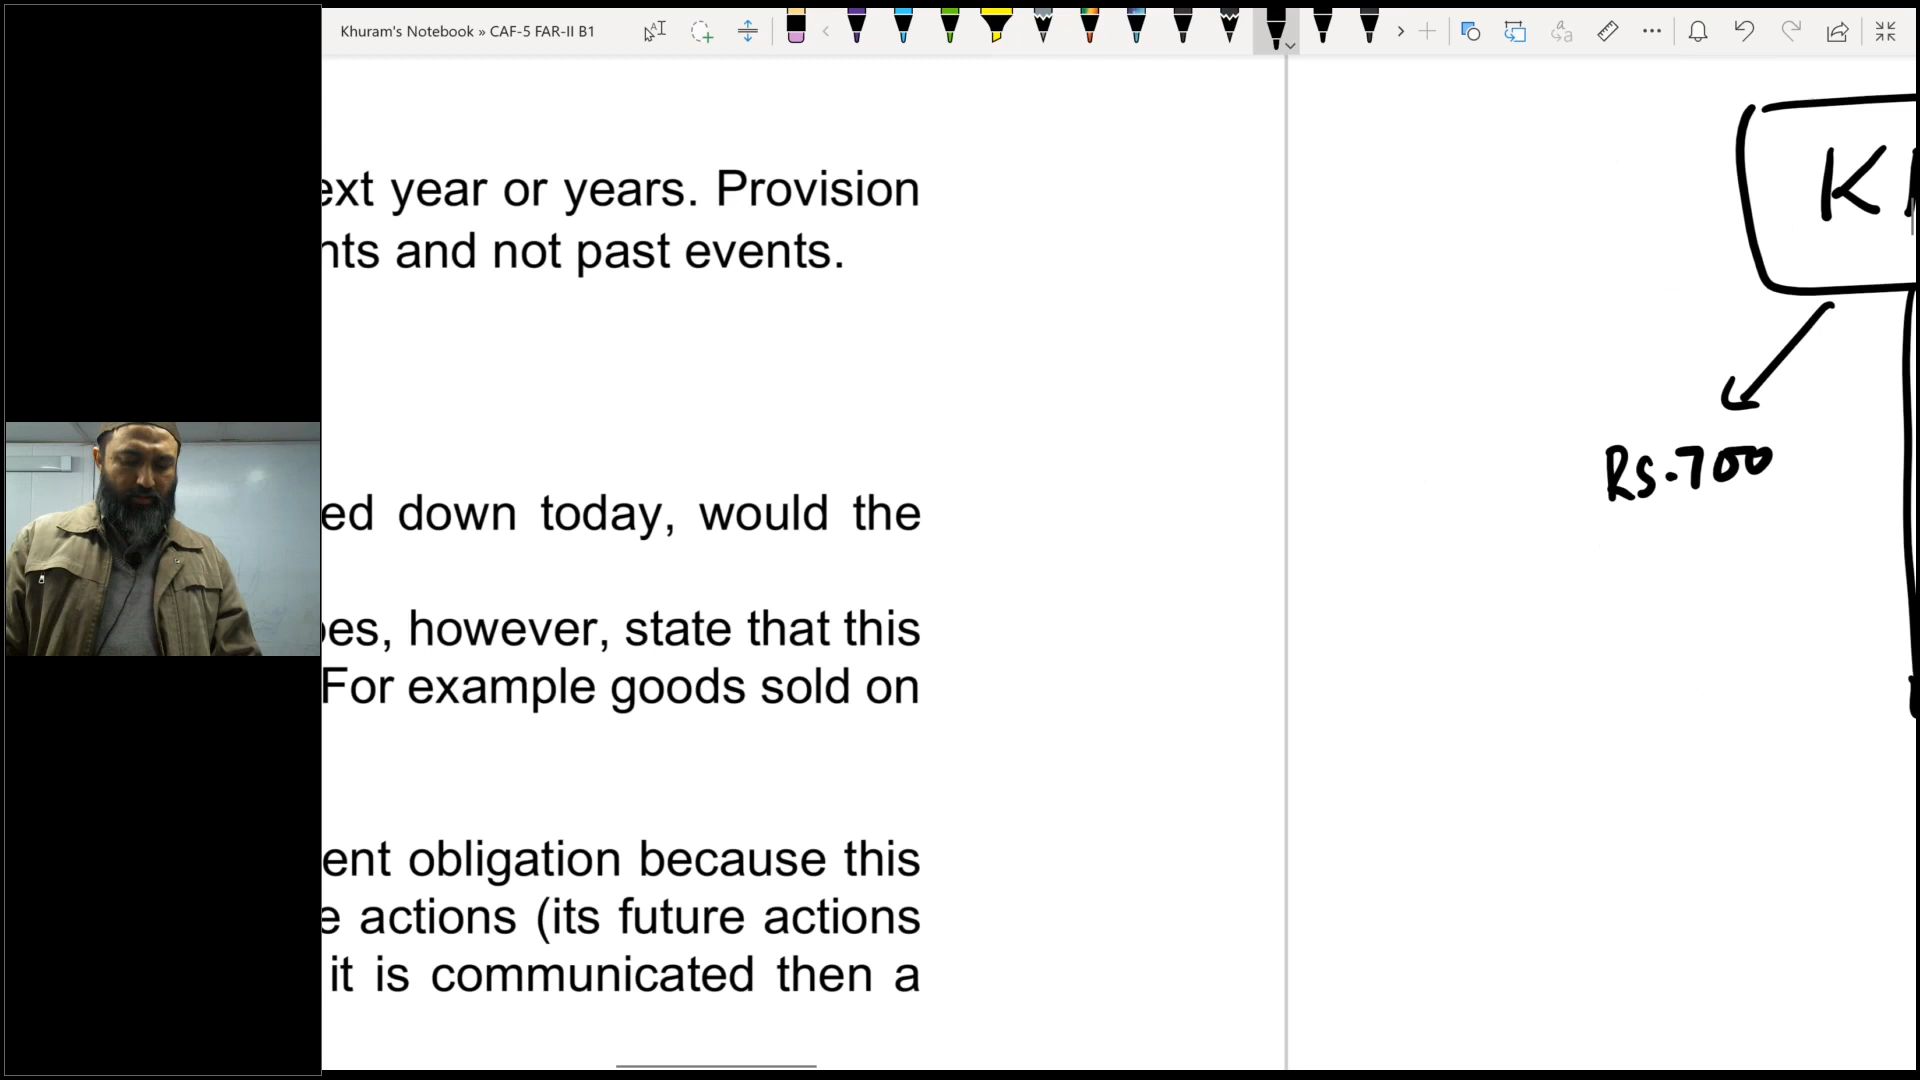 Khuram's Notebook » CAF-5 FAR-II B1
ext year or years. Provision
nts and not past events.
ed down today, would the
oes, however, state that this
For example goods sold on
ent obligation because this
e actions (its future actions
it is communicated then a
K
Rs.700